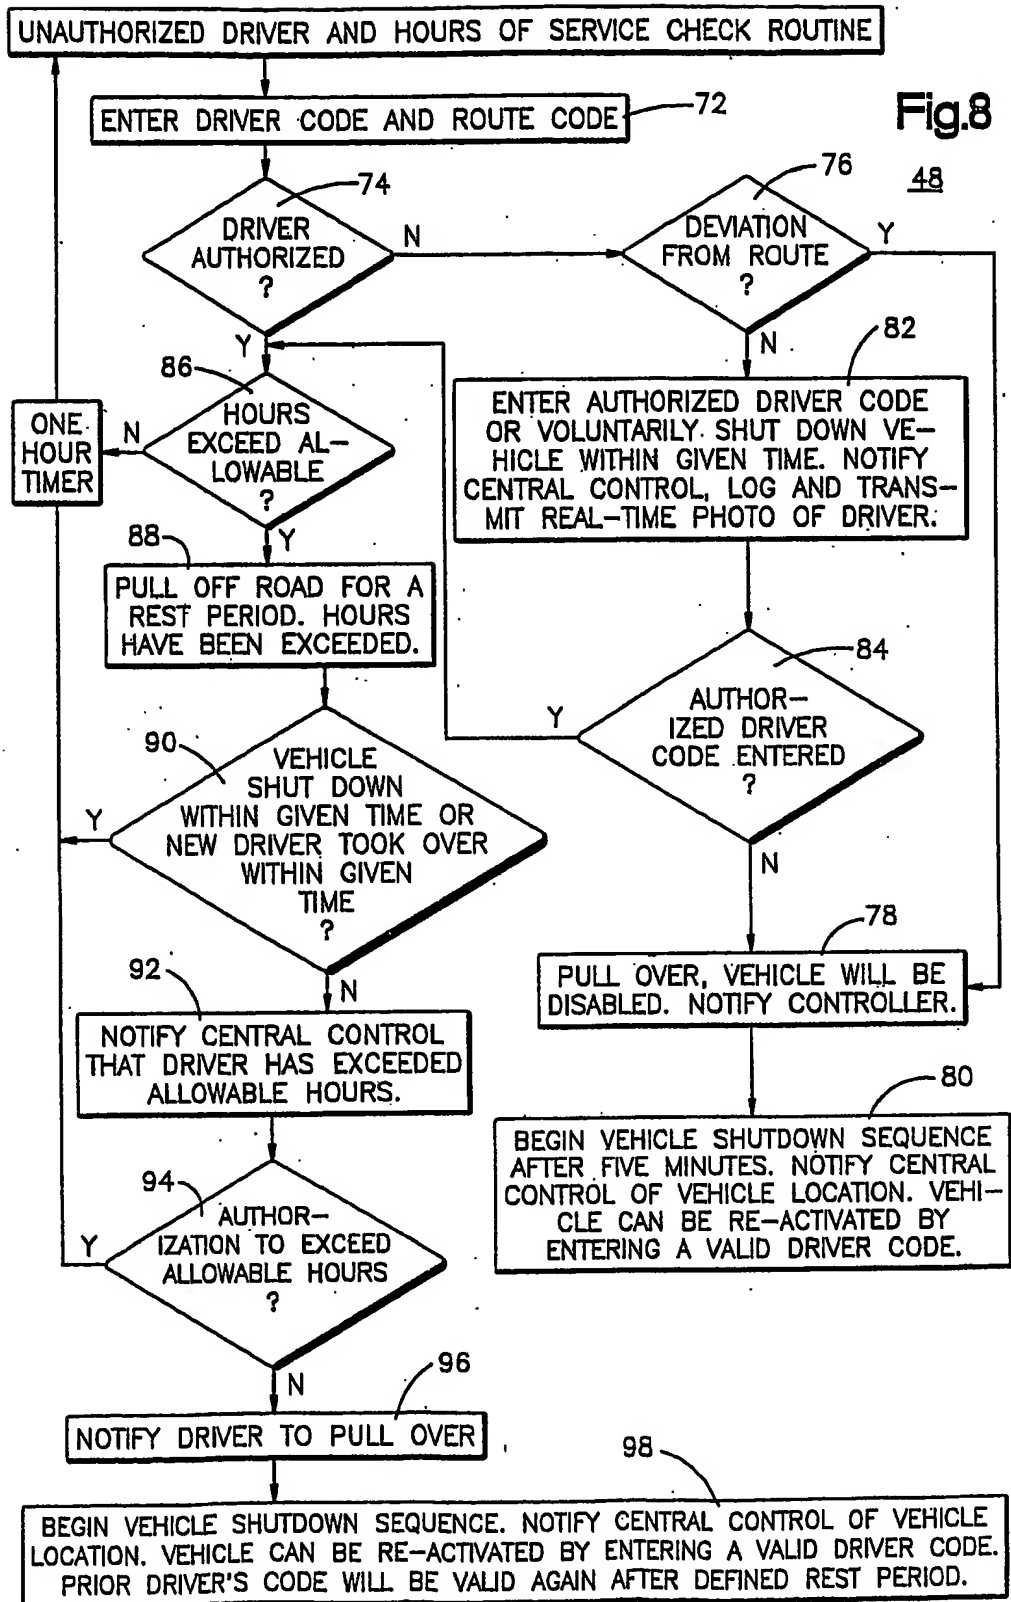 UNAUTHORIZED DRIVER AND HOURS OF SERVICE CHECK ROUTINE
ENTER DRIVER CODE AND ROUTE CODE
72
Fig.8
48
74
DRIVER
AUTHORIZED
?
N
Y
76
DEVIATION
FROM ROUTE
?
Y
N
82
ENTER AUTHORIZED DRIVER CODE
OR VOLUNTARILY SHUT DOWN VE-
HICLE WITHIN GIVEN TIME. NOTIFY
CENTRAL CONTROL, LOG AND TRANS-
MIT REAL-TIME PHOTO OF DRIVER.
86
HOURS
EXCEED AL-
LOWABLE
?
N
Y
ONE
HOUR
TIMER
88
PULL OFF ROAD FOR A
REST PERIOD. HOURS
HAVE BEEN EXCEEDED.
84
AUTHOR-
IZED DRIVER
CODE ENTERED
?
Y
N
90
VEHICLE
SHUT DOWN
WITHIN GIVEN TIME OR
NEW DRIVER TOOK OVER
WITHIN GIVEN
TIME
?
Y
N
78
PULL OVER, VEHICLE WILL BE
DISABLED. NOTIFY CONTROLLER.
92
NOTIFY CENTRAL CONTROL
THAT DRIVER HAS EXCEEDED
ALLOWABLE HOURS.
80
BEGIN VEHICLE SHUTDOWN SEQUENCE
AFTER FIVE MINUTES. NOTIFY CENTRAL
CONTROL OF VEHICLE LOCATION. VEHI-
CLE CAN BE RE-ACTIVATED BY
ENTERING A VALID DRIVER CODE.
94
AUTHOR-
IZATION TO EXCEED
ALLOWABLE HOURS
?
Y
N
96
NOTIFY DRIVER TO PULL OVER
98
BEGIN VEHICLE SHUTDOWN SEQUENCE. NOTIFY CENTRAL CONTROL OF VEHICLE
LOCATION. VEHICLE CAN BE RE-ACTIVATED BY ENTERING A VALID DRIVER CODE.
PRIOR DRIVER'S CODE WILL BE VALID AGAIN AFTER DEFINED REST PERIOD.